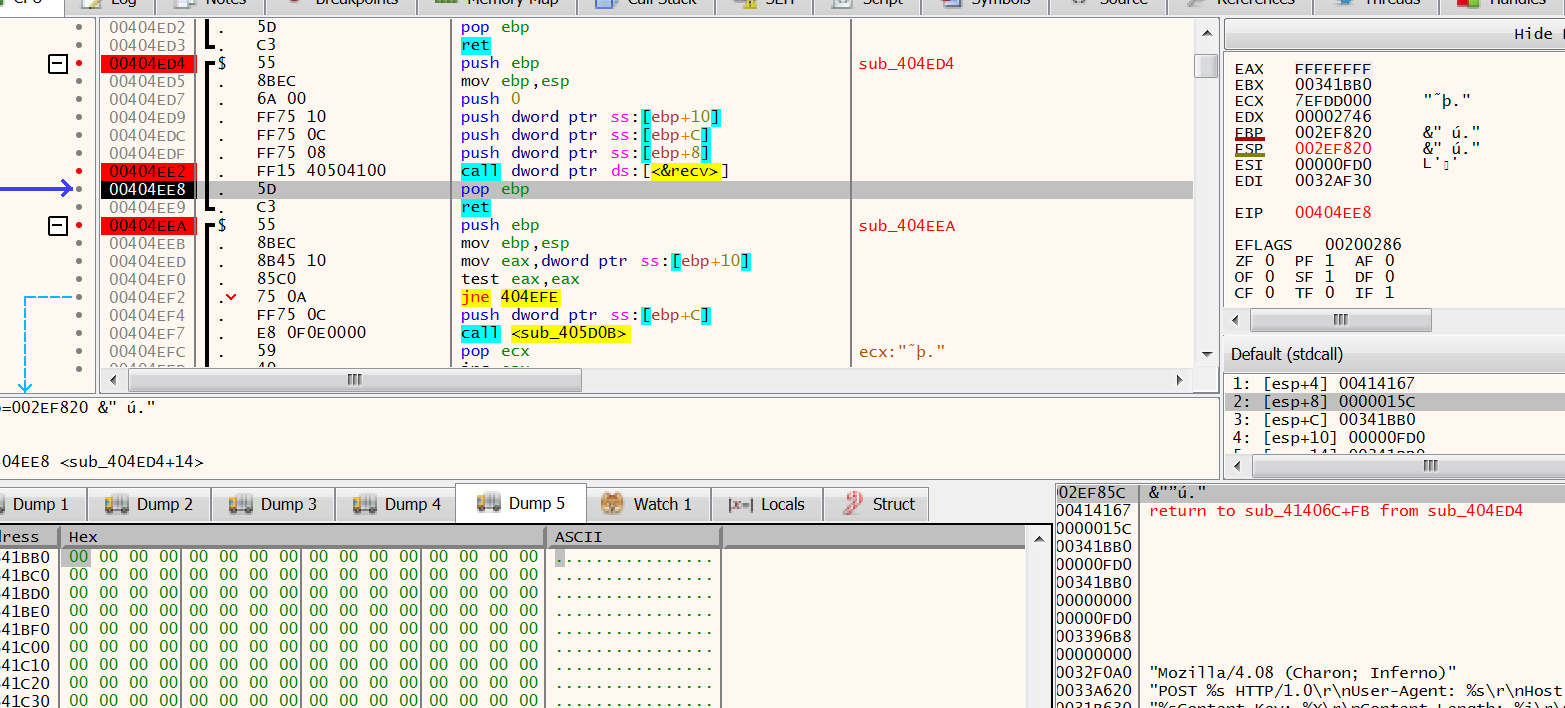 CPU Log Notes Breakpoints Memory Map Call Stack SEH Script Symbols Source References Threads Handles
00404ED2 . 5D pop ebp
00404ED3 . C3 ret
00404ED4 $ 55 push ebp sub_404ED4
00404ED5 . 8BEC mov ebp,esp
00404ED7 . 6A 00 push 0
00404ED9 . FF75 10 push dword ptr ss:[ebp+10]
00404EDC . FF75 0C push dword ptr ss:[ebp+C]
00404EDF . FF75 08 push dword ptr ss:[ebp+8]
00404EE2 . FF15 40504100 call dword ptr ds:[<&recv>]
00404EE8 . 5D pop ebp
00404EE9 . C3 ret
00404EEA $ 55 push ebp sub_404EEA
00404EEB . 8BEC mov ebp,esp
00404EED . 8B45 10 mov eax,dword ptr ss:[ebp+10]
00404EF0 . 85C0 test eax,eax
00404EF2 . 75 0A jne 404EFE
00404EF4 . FF75 0C push dword ptr ss:[ebp+C]
00404EF7 . E8 0F0E0000 call <sub_405D0B>
00404EFC . 59 pop ecx ecx:"˜þ."
Hide
EAX FFFFFFFF
EBX 00341BB0
ECX 7EFDD000 "˜þ."
EDX 00002746
EBP 002EF820 &" ú."
ESP 002EF820 &" ú."
ESI 00000FD0
EDI 0032AF30
EIP 00404EE8
EFLAGS 00200286
ZF 0 PF 1 AF 0
OF 0 SF 1 DF 0
CF 0 TF 0 IF 1
Default (stdcall)
1: [esp+4] 00414167
2: [esp+8] 0000015C
3: [esp+C] 00341BB0
4: [esp+10] 00000FD0
=002EF820 &" ú."
04EE8 <sub_404ED4+14>
Dump 1 Dump 2 Dump 3 Dump 4 Dump 5 Watch 1 Locals Struct
ress Hex ASCII
41BB0 00 00 00 00 00 00 00 00 00 00 00 00 00 00 00 00 ................
41BC0 00 00 00 00 00 00 00 00 00 00 00 00 00 00 00 00 ................
41BD0 00 00 00 00 00 00 00 00 00 00 00 00 00 00 00 00 ................
41BE0 00 00 00 00 00 00 00 00 00 00 00 00 00 00 00 00 ................
41BF0 00 00 00 00 00 00 00 00 00 00 00 00 00 00 00 00 ................
41C00 00 00 00 00 00 00 00 00 00 00 00 00 00 00 00 00 ................
41C10 00 00 00 00 00 00 00 00 00 00 00 00 00 00 00 00 ................
41C20 00 00 00 00 00 00 00 00 00 00 00 00 00 00 00 00 ................
41C30 00 00 00 00 00 00 00 00 00 00 00 00 00 00 00 00 ................
02EF85C &"”ú."
00414167 return to sub_41406C+FB from sub_404ED4
0000015C
00341BB0
00000FD0
00341BB0
00000000
00000FD0
003396B8
00000000
0032F0A0 "Mozilla/4.08 (Charon; Inferno)"
0033A620 "POST %s HTTP/1.0\r\nUser-Agent: %s\r\nHost
0031B630 "%sContent-Key: %X\r\nContent-Length: %i\r\